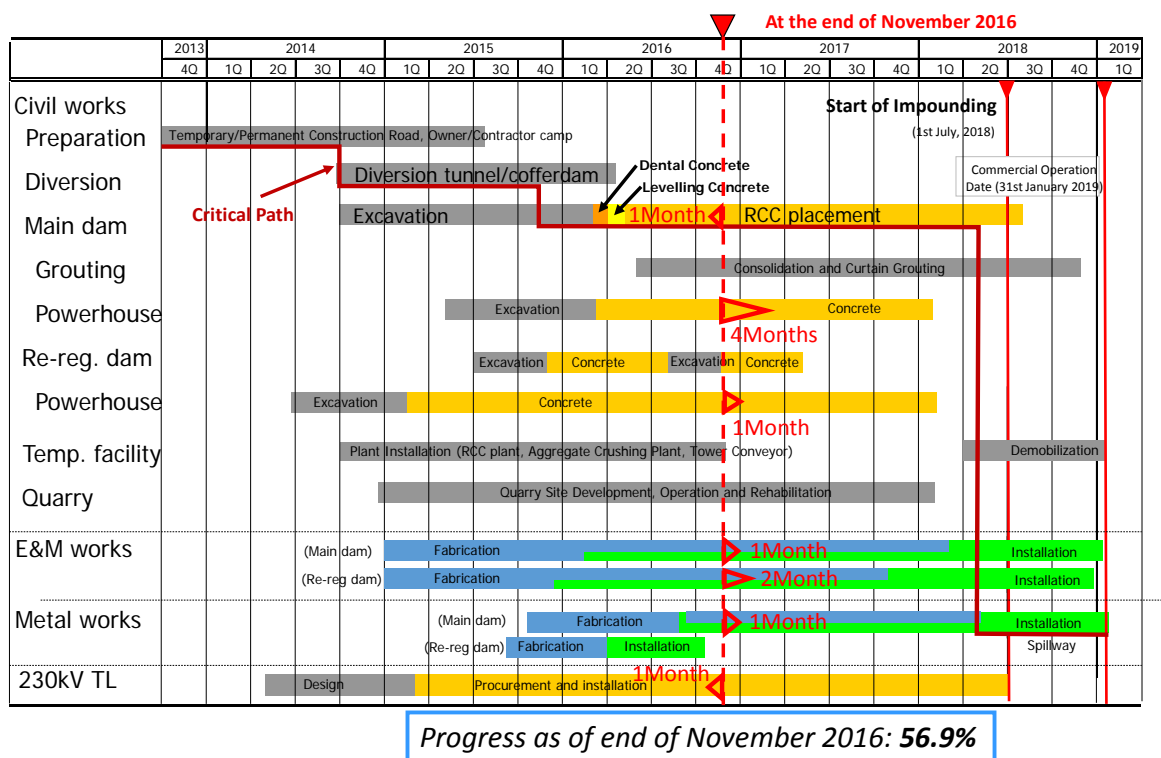 At the end of November 2016
2013 2014 2015 2016 2017 2018 2019
4Q 1Q 2Q 3Q 4Q 1Q 2Q 3Q 4Q 1Q 2Q 3Q 4Q 1Q 2Q 3Q 4Q 1Q 2Q 3Q 4Q 1Q
Civil works
Start of Impounding
(1st July, 2018)
Preparation
Temporary/Permanent Construction Road, Owner/Contractor camp
Dental Concrete
Commercial Operation
Date (31st January 2019)
Diversion
Diversion tunnel/cofferdam
Levelling Concrete
Critical Path
Main dam
Excavation
1Month
RCC placement
Grouting
Consolidation and Curtain Grouting
Powerhouse
Excavation
Concrete
4Months
Re-reg. dam
Excavation
Concrete
Excavation
Concrete
Powerhouse
Excavation
Concrete
1Month
Temp. facility
Plant Installation (RCC plant, Aggregate Crushing Plant, Tower Conveyor)
Demobilization
Quarry
Quarry Site Development, Operation and Rehabilitation
E&M works
(Main dam)
Fabrication
1Month
Installation
(Re-reg dam)
Fabrication
2Month
Installation
Metal works
(Main dam)
Fabrication
1Month
Installation
(Re-reg dam)
Fabrication
Installation
Spillway
230kV TL
Design
Procurement and installation
1Month
Progress as of end of November 2016: 56.9%